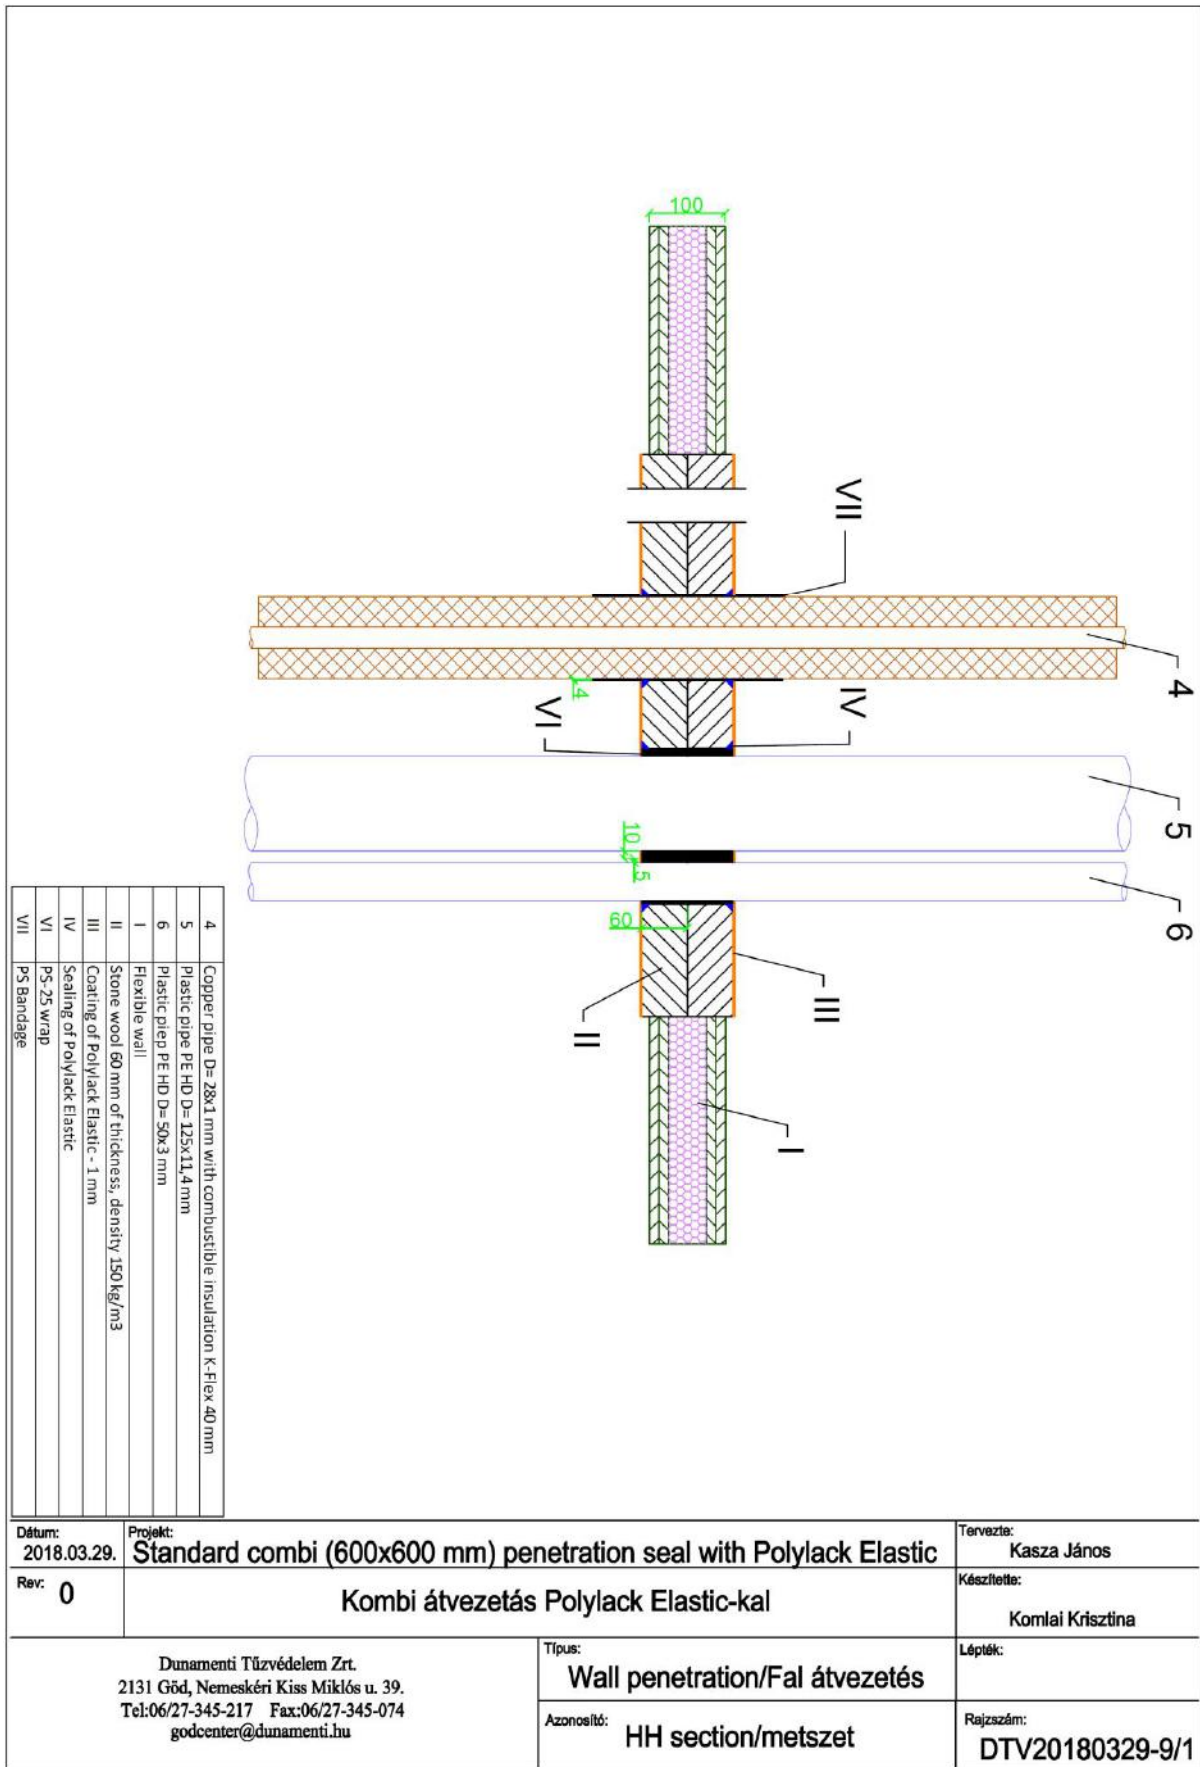 100
VII
4
4
VI
IV
5
10
5
6
60
III
II
I
4 Copper pipe D= 28x1 mm with combustible insulation K-Flex 40 mm
5 Plastic pipe PE HD D= 125x11,4 mm
6 Plastic piep PE HD D= 50x3 mm
I Flexible wall
II Stone wool 60 mm of thickness, density 150 kg/m3
III Coating of Polylack Elastic - 1 mm
IV Sealing of Polylack Elastic
VI PS-25 wrap
VII PS Bandage
Dátum:
2018.03.29.
Projekt:
Standard combi (600x600 mm) penetration seal with Polylack Elastic
Tervezte:
Kasza János
Rev: 0
Kombi átvezetás Polylack Elastic-kal
Készítette:
Komlai Krisztina
Dunamenti Tűzvédelem Zrt.
2131 Göd, Nemeskéri Kiss Miklós u. 39.
Tel:06/27-345-217 Fax:06/27-345-074
godcenter@dunamenti.hu
Típus:
Wall penetration/Fal átvezetés
Lépték:
Azonosító:
HH section/metszet
Rajzszám:
DTV20180329-9/1